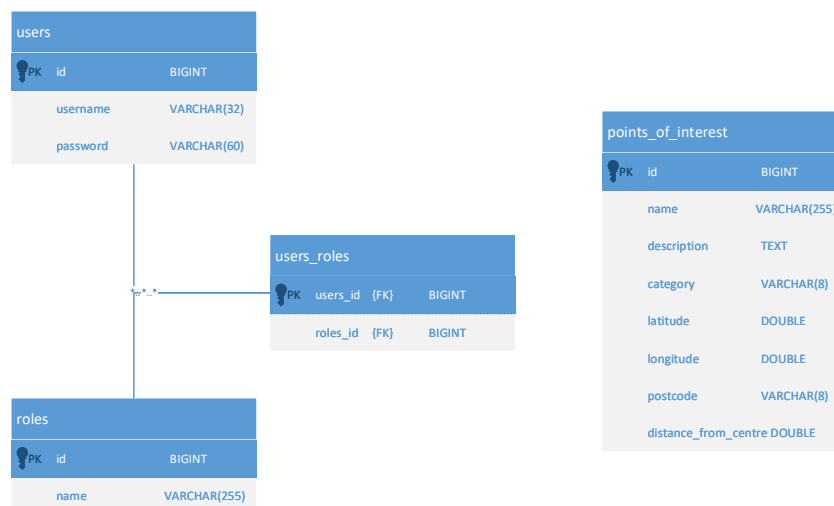 users
PK id BIGINT
username VARCHAR(32)
password VARCHAR(60)
points_of_interest
PK id BIGINT
name VARCHAR(255)
description TEXT
category VARCHAR(8)
latitude DOUBLE
longitude DOUBLE
postcode VARCHAR(8)
distance_from_centre DOUBLE
users_roles
PK users_id {FK} BIGINT
roles_id {FK} BIGINT
*..*..*
roles
PK id BIGINT
name VARCHAR(255)